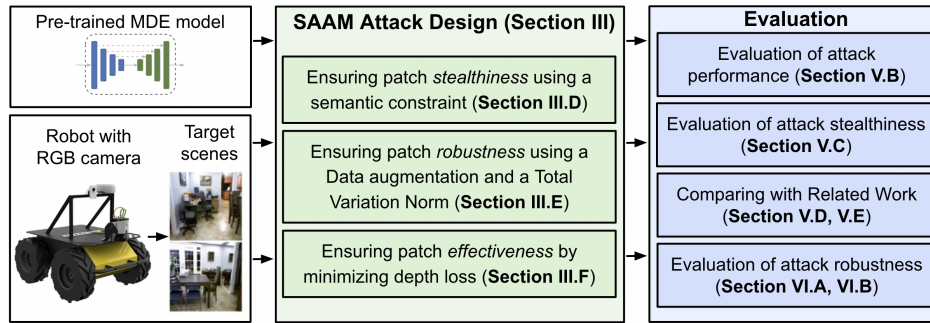 Pre-trained MDE model
Robot with
RGB camera
Target
scenes
SAAM Attack Design (Section III)
Ensuring patch stealthiness using a
semantic constraint (Section III.D)
Ensuring patch robustness using a
Data augmentation and a Total
Variation Norm (Section III.E)
Ensuring patch effectiveness by
minimizing depth loss (Section III.F)
Evaluation
Evaluation of attack
performance (Section V.B)
Evaluation of attack stealthiness
(Section V.C)
Comparing with Related Work
(Section V.D, V.E)
Evaluation of attack robustness
(Section VI.A, VI.B)